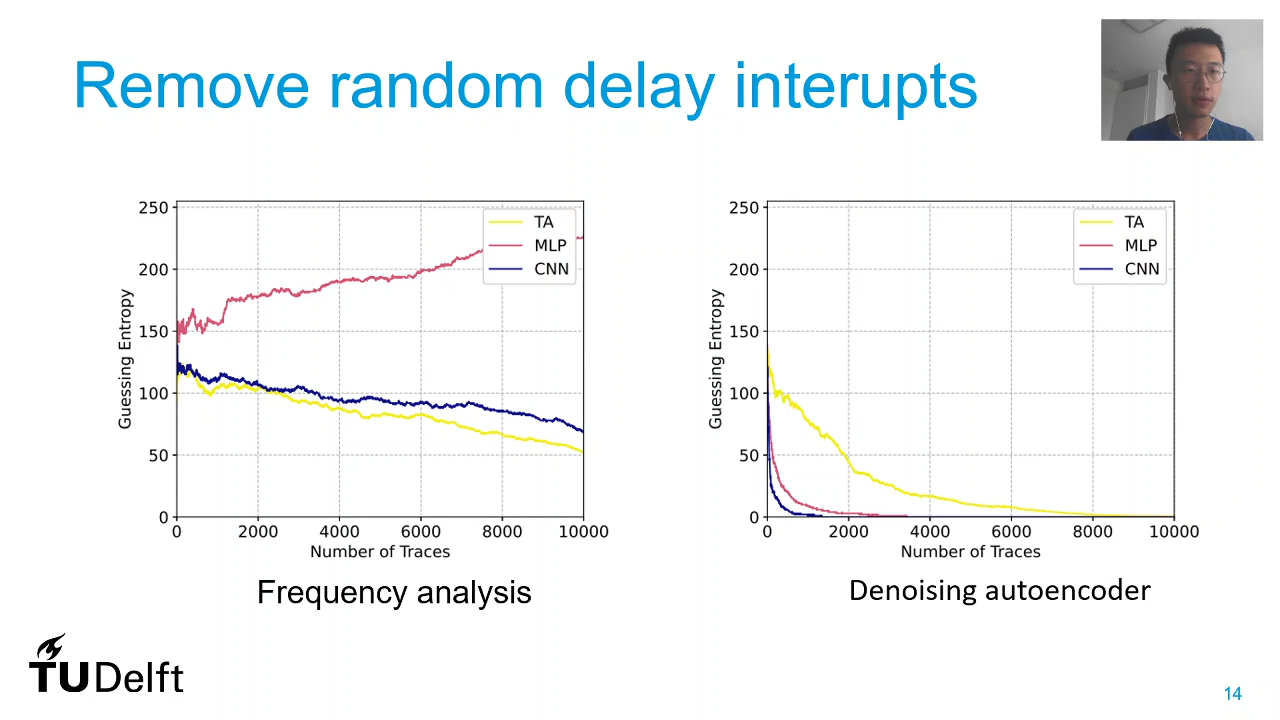 Remove random delay interupts
250
200
150
100
50
0
Guessing Entropy
TA
MLP
CNN
0 2000 4000 6000 8000 10000
Number of Traces
Frequency analysis
250
200
150
100
50
0
Guessing Entropy
TA
MLP
CNN
0 2000 4000 6000 8000 10000
Number of Traces
Denoising autoencoder
TUDelft
14